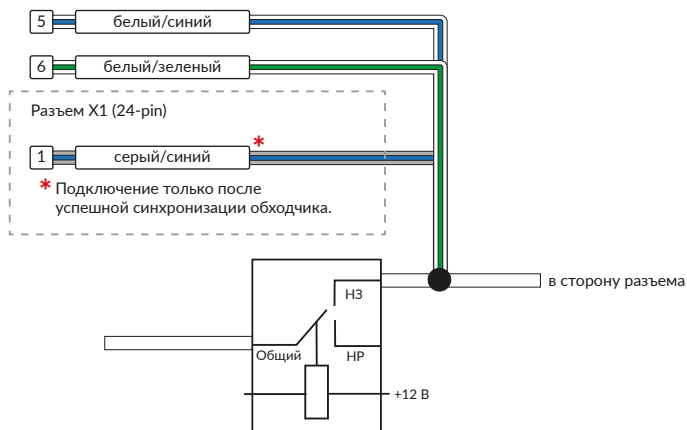 5 белый/синий
6 белый/зеленый
Разъем X1 (24-pin)
1 серый/синий *
* Подключение только после
успешной синхронизации обходчика.
в сторону разъема
НЗ
Общий НР
+12 В